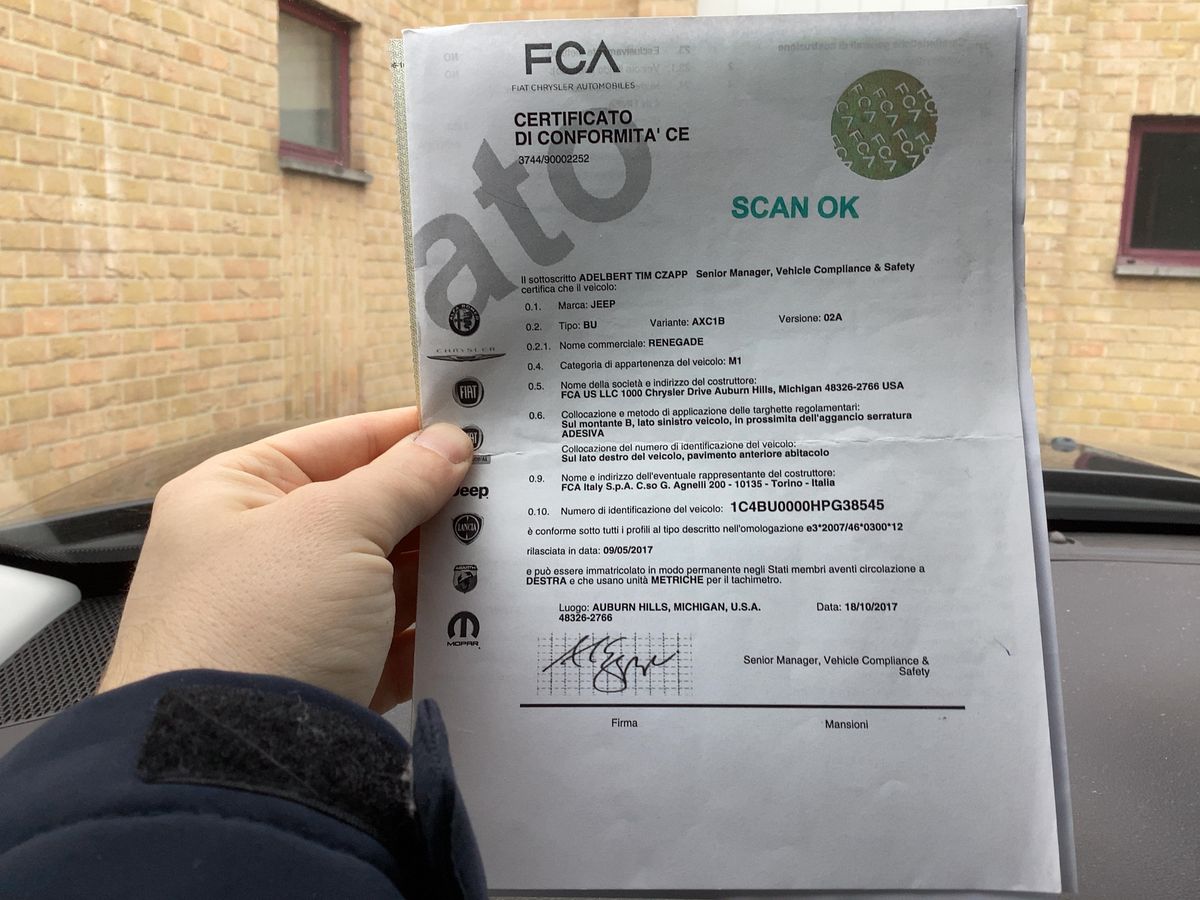 FCA
FIAT CHRYSLER AUTOMOBILES
CERTIFICATO
DI CONFORMITA' CE
3744/90002252
FCA
SCAN OK
ato
Il sottoscritto ADELBERT TIM CZAPP Senior Manager, Vehicle Compliance & Safety
certifica che il veicolo:
0.1. Marca: JEEP
0.2. Tipo: BU Variante: AXC1B Versione: 02A
0.2.1. Nome commerciale: RENEGADE
0.4. Categoria di appartenenza del veicolo: M1
0.5. Nome della società e indirizzo del costruttore:
FCA US LLC 1000 Chrysler Drive Auburn Hills, Michigan 48326-2766 USA
0.6. Collocazione e metodo di applicazione delle targhette regolamentari:
Sul montante B, lato sinistro veicolo, in prossimita dell'aggancio serratura
ADESIVA
Collocazione del numero di identificazione del veicolo:
Sul lato destro del veicolo, pavimento anteriore abitacolo
0.9. Nome e indirizzo dell'eventuale rappresentante del costruttore:
FCA Italy S.p.A. C.so G. Agnelli 200 - 10135 - Torino - Italia
0.10. Numero di identificazione del veicolo: 1C4BU0000HPG38545
è conforme sotto tutti i profili al tipo descritto nell'omologazione e3*2007/46*0300*12
rilasciata in data: 09/05/2017
e può essere immatricolato in modo permanente negli Stati membri aventi circolazione a
DESTRA e che usano unità METRICHE per il tachimetro.
Luogo: AUBURN HILLS, MICHIGAN, U.S.A. Data: 18/10/2017
48326-2766
Senior Manager, Vehicle Compliance &
Safety
Firma Mansioni
CHRYSLER
FIAT
Jeep
LANCIA
ABARTH
MOPAR